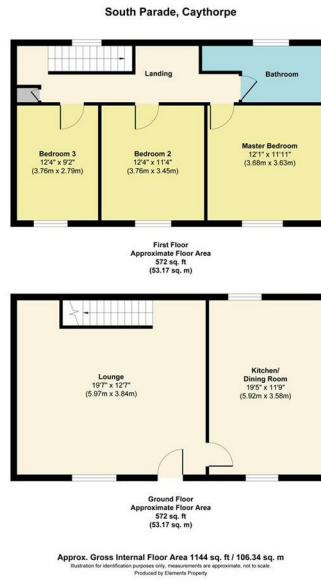 South Parade, Caythorpe
Landing
Bathroom
Bedroom 3
12'4" x 9'2"
(3.76m x 2.79m)
Bedroom 2
12'4" x 11'4"
(3.76m x 3.45m)
Master Bedroom
12'1" x 11'11"
(3.68m x 3.63m)
First Floor
Approximate Floor Area
572 sq. ft
(53.17 sq. m)
Lounge
19'7" x 12'7"
(5.97m x 3.84m)
Kitchen/
Dining Room
19'5" x 11'9"
(5.92m x 3.58m)
Ground Floor
Approximate Floor Area
572 sq. ft
(53.17 sq. m)
Approx. Gross Internal Floor Area 1144 sq. ft / 106.34 sq. m
Illustration for identification purposes only, measurements are approximate, not to scale.
Produced by Elements Property